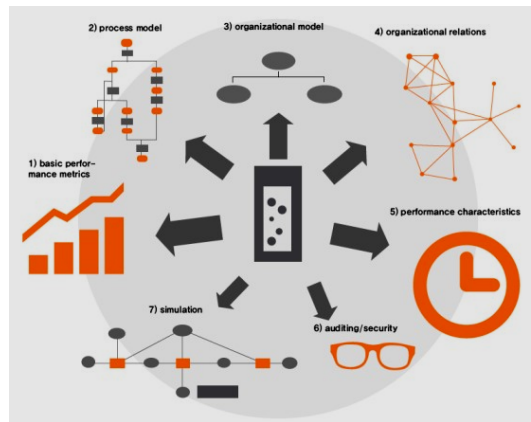 2) process model
3) organizational model
4) organizational relations
1) basic perfor-
mance metrics
5) performance characteristics
7) simulation
6) auditing/security